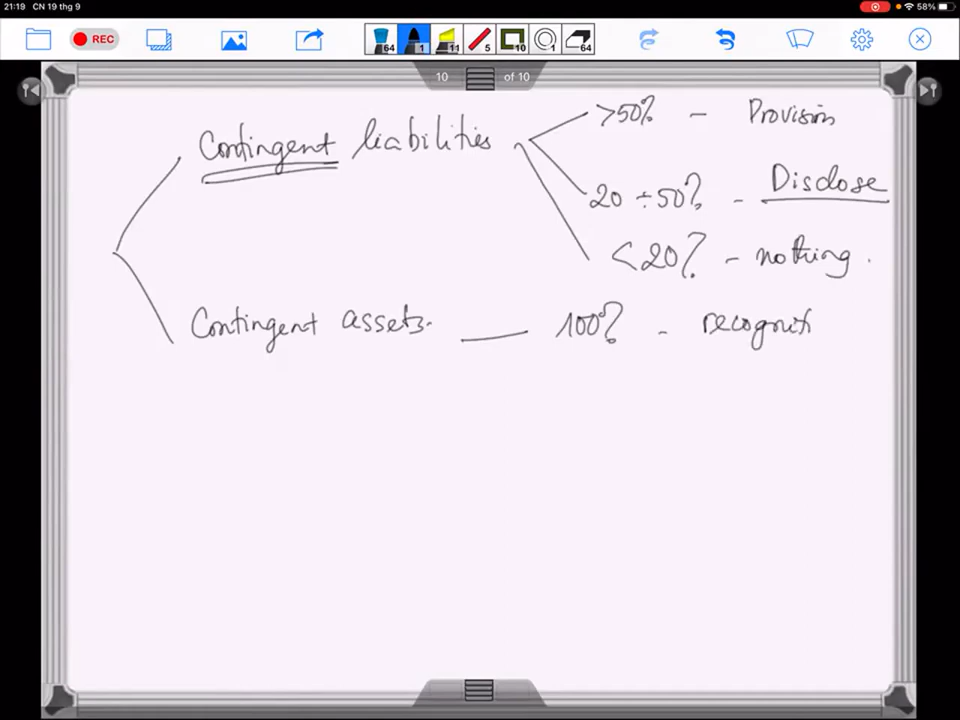 21:19 CN 19 thg 9
58%
REC
64
1
11
5
10
1
64
10 of 10
>50% - Provision
Contingent liabilities
20 ÷ 50% - Disclose
<20% - nothing.
Contingent assets. — 100% - recogniti